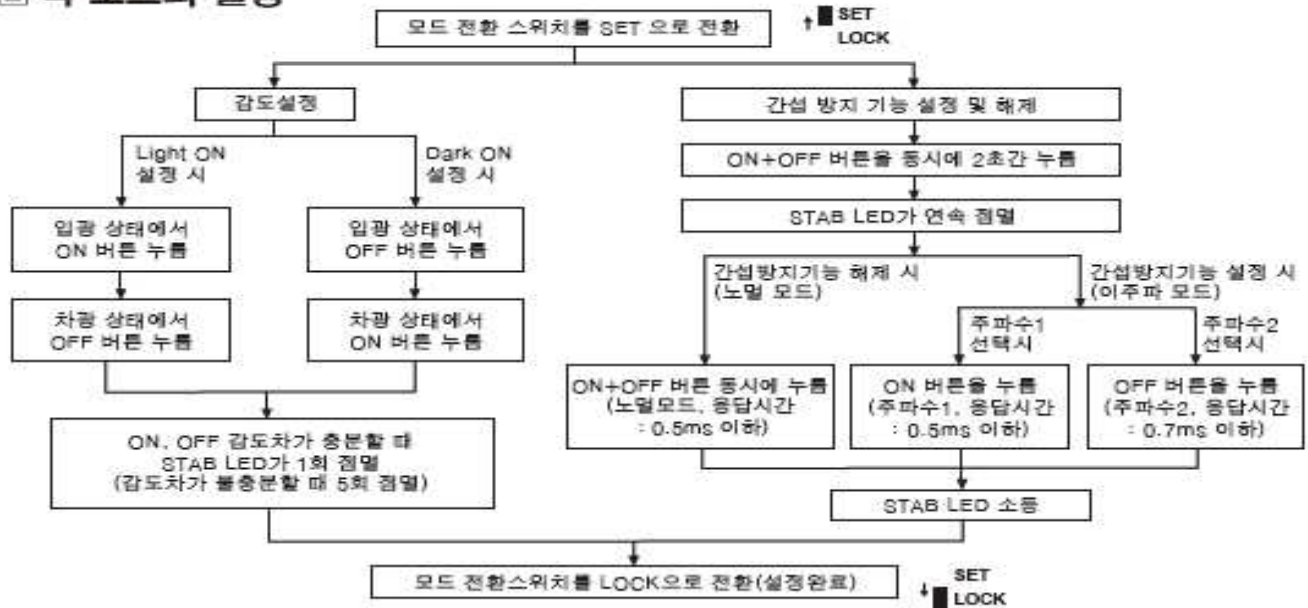 모드 전환 스위치를 SET 으로 전환
SET
LOCK
감도설정
Light ON
설정 시
Dark ON
설정 시
입광 상태에서
ON 버튼 누름
입광 상태에서
OFF 버튼 누름
차광 상태에서
OFF 버튼 누름
차광 상태에서
ON 버튼 누름
ON, OFF 감도차가 충분할 때
STAB LED가 1회 점멸
(감도차가 불충분할 때 5회 점멸)
간섭 방지 기능 설정 및 해제
ON+OFF 버튼을 동시에 2초간 누름
STAB LED가 연속 점멸
간섭방지기능 해제 시
(노멀 모드)
간섭방지기능 설정 시
(이주파 모드)
주파수1
선택시
주파수2
선택시
ON+OFF 버튼 동시에 누름
(노멀모드, 응답시간
: 0.5ms 이하)
ON 버튼을 누름
(주파수1, 응답시간
: 0.5ms 이하)
OFF 버튼을 누름
(주파수2, 응답시간
: 0.7ms 이하)
STAB LED 소등
모드 전환스위치를 LOCK으로 전환(설정완료)
SET
LOCK